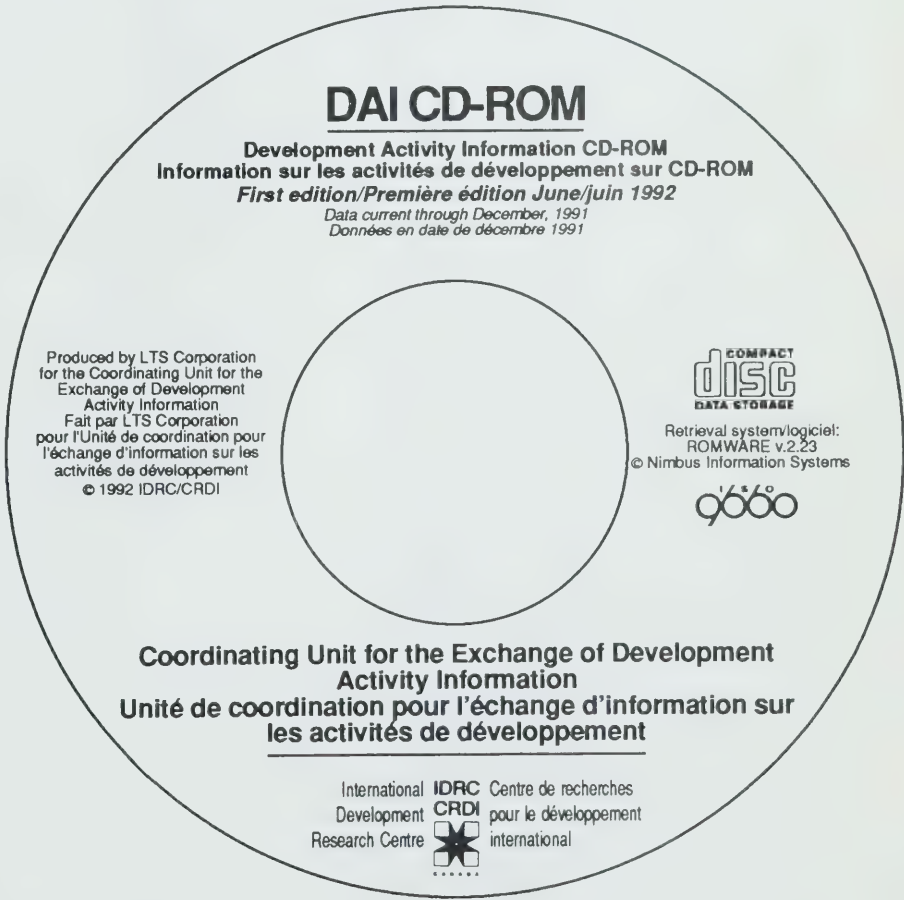 DAI CD-ROM
Development Activity Information CD-ROM
Information sur les activités de développement sur CD-ROM
First edition/Première édition June/juin 1992
Data current through December, 1991
Données en date de décembre 1991
Produced by LTS Corporation
for the Coordinating Unit for the
Exchange of Development
Activity Information
Fait par LTS Corporation
pour l'Unité de coordination pour
l'échange d'information sur les
activités de développement
© 1992 IDRC/CRDI
COMPACT
disc
DATA STORAGE
Retrieval system/logiciel:
ROMWARE v.2.23
© Nimbus Information Systems
ISO
9660
Coordinating Unit for the Exchange of Development
Activity Information
Unité de coordination pour l'échange d'information sur
les activités de développement
International IDRC Centre de recherches
Development CRDI pour le développement
Research Centre international
CANADA